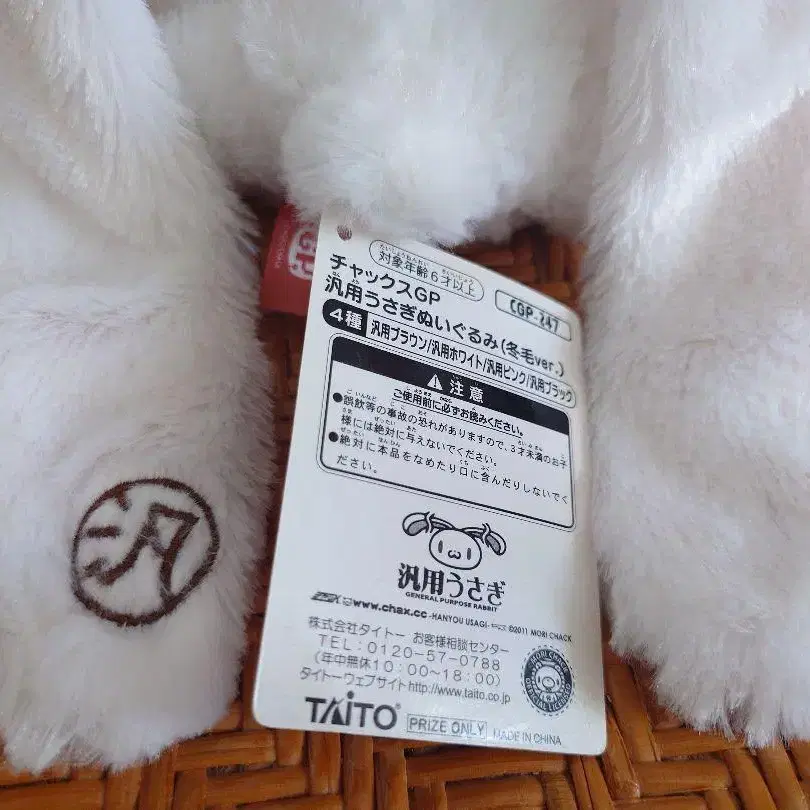 対象年齢6才以上
CGP-247
チャックスGP
汎用うさぎぬいぐるみ(冬毛ver.)
4種 汎用ブラウン/汎用ホワイト/汎用ピンク/汎用ブラック
注意
ご使用前に必ずお読みください。
●誤飲等の事故の恐れがありますので、3才未満のお子
様には絶対に与えないでください。
●絶対に本品をなめたり口に含んだりしないでく
ださい。
汎用うさぎ
GENERAL PURPOSE RABBIT
www.chax.cc -HANYOU USAGI- ©2011 MORI CHACK
株式会社タイトー お客様相談センター
TEL:0120-57-0788
(年中無休10:00~18:00)
タイトーウェブサイトhttp://www.taito.co.jp
TAITO® PRIZE ONLY MADE IN CHINA
MORI CHACK
汎